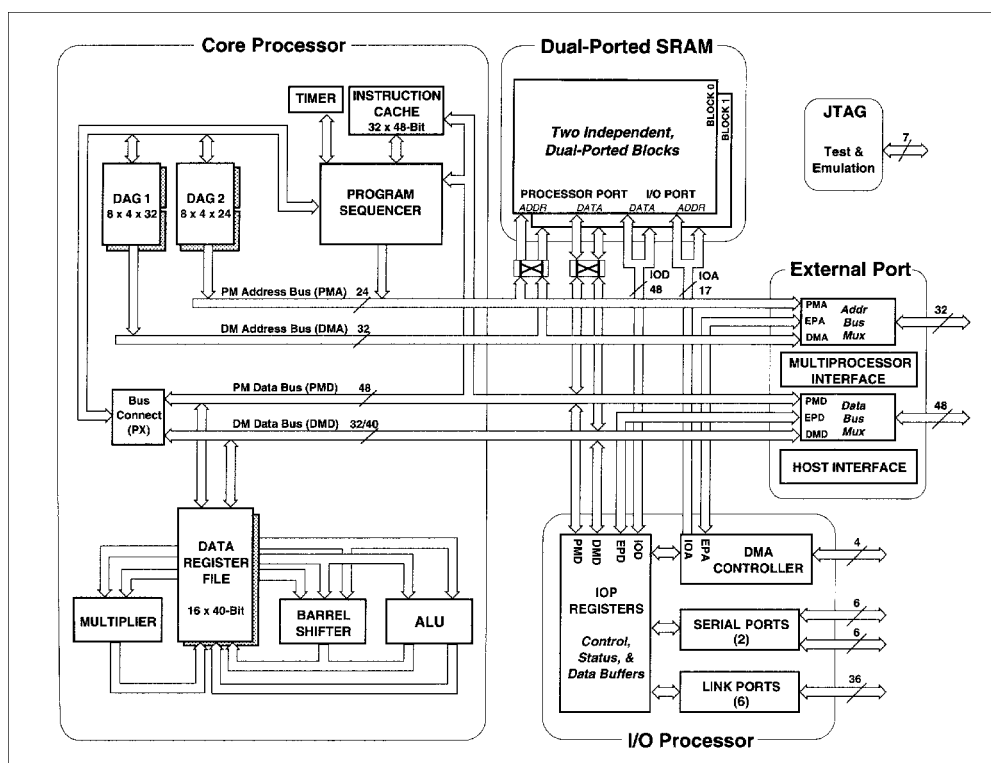 Core Processor
TIMER
INSTRUCTION
CACHE
32 x 48-Bit
DAG 1
8 x 4 x 32
DAG 2
8 x 4 x 24
PROGRAM
SEQUENCER
PM Address Bus (PMA) 24
DM Address Bus (DMA) 32
PM Data Bus (PMD) 48
Bus
Connect
(PX)
DM Data Bus (DMD) 32/40
DATA
REGISTER
FILE
16 x 40-Bit
MULTIPLIER
BARREL
SHIFTER
ALU
Dual-Ported SRAM
BLOCK 0
BLOCK 1
Two Independent,
Dual-Ported Blocks
PROCESSOR PORT I/O PORT
ADDR DATA DATA ADDR
IOD
48
IOA
17
JTAG
Test &
Emulation
7
External Port
PMA
EPA
DMA
Addr
Bus
Mux
32
MULTIPROCESSOR
INTERFACE
PMD
EPD
DMD
Data
Bus
Mux
48
HOST INTERFACE
PMD
DMD
EPD
IOD
IOP
REGISTERS
Control,
Status, &
Data Buffers
IOA
EPA
DMA
CONTROLLER
4
SERIAL PORTS
(2)
6
6
LINK PORTS
(6)
36
I/O Processor